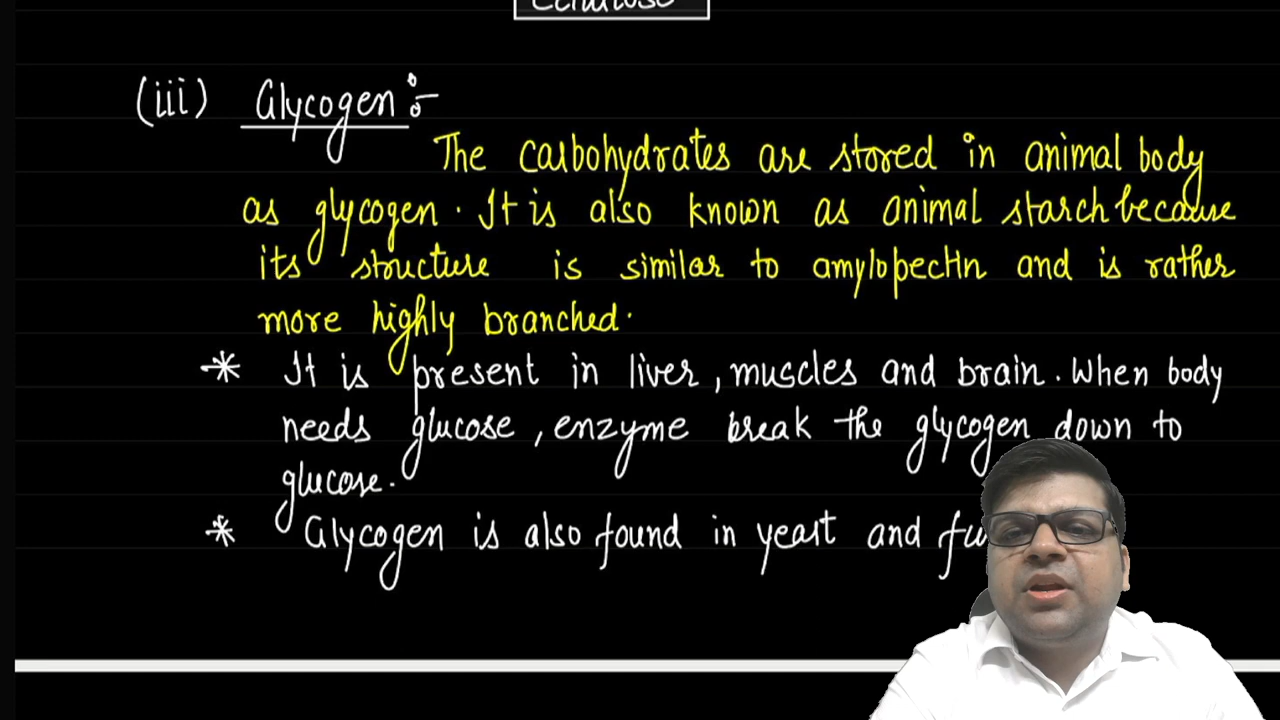 (iii) Glycogen :-
The carbohydrates are stored in animal body
as glycogen. It is also known as animal starch because
its structure is similar to amylopectin and is rather
more highly branched.
* It is present in liver, muscles and brain. When body
needs glucose, enzyme break the glycogen down to
glucose.
* Glycogen is also found in yeast and